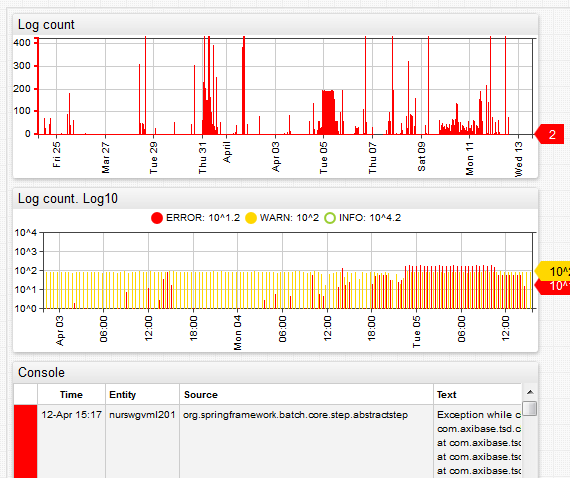 Log count
400
300
200
100
0
2
Fri 25
Mar 27
Tue 29
Thu 31
April
Apr 03
Tue 05
Thu 07
Sat 09
Mon 11
Wed 13
Log count. Log10
ERROR: 10^1.2 WARN: 10^2 INFO: 10^4.2
10^4
10^3
10^2
10^1
10^0
10^
10^
Apr 03
06:00
12:00
18:00
Mon 04
06:00
12:00
18:00
Tue 05
06:00
12:00
Console
Time Entity Source Text
12-Apr 15:17 nurswgvml201 org.springframework.batch.core.step.abstractstep Exception while c
com.axibase.tsd.c
at com.axibase.tsc
at com.axibase.tsc
at com.axibase.tsc